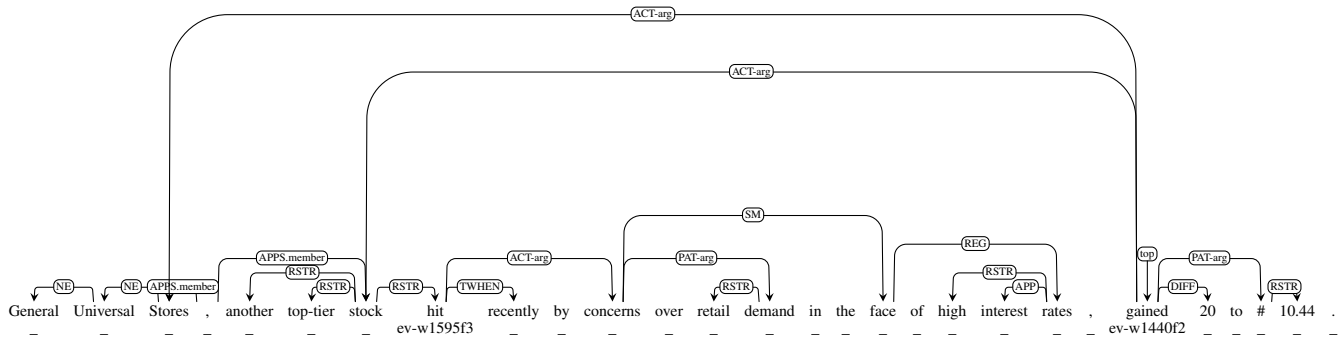 ACT-arg
ACT-arg
SM
REG
APPS.member ACT-arg PAT-arg top
RSTR RSTR
NE NE APPS.member RSTR RSTR TWHEN RSTR APP DIFF PAT-arg RSTR
General Universal Stores , another top-tier stock hit recently by concerns over retail demand in the face of high interest rates , gained 20 to # 10.44 .
_ _ _ _ _ _ _ ev-w1595f3 _ _ _ _ _ _ _ _ _ _ _ _ _ _ ev-w1440f2 _ _ _ _ _